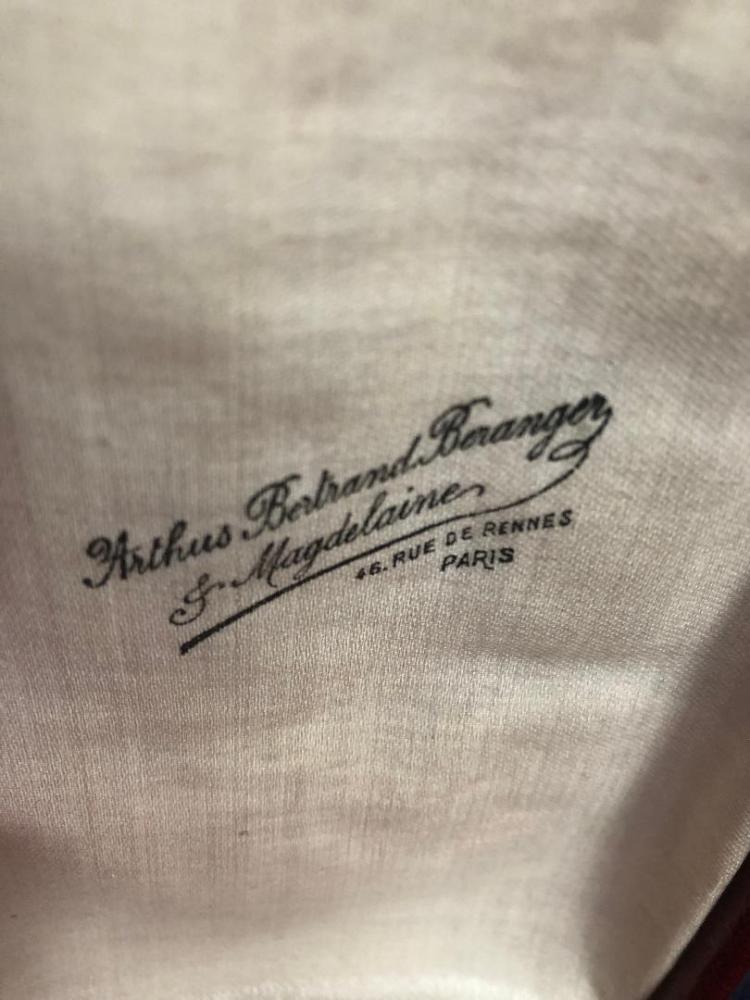 Arthus Bertrand. Beranger
& Magdelaine
46. RUE DE RENNES
PARIS